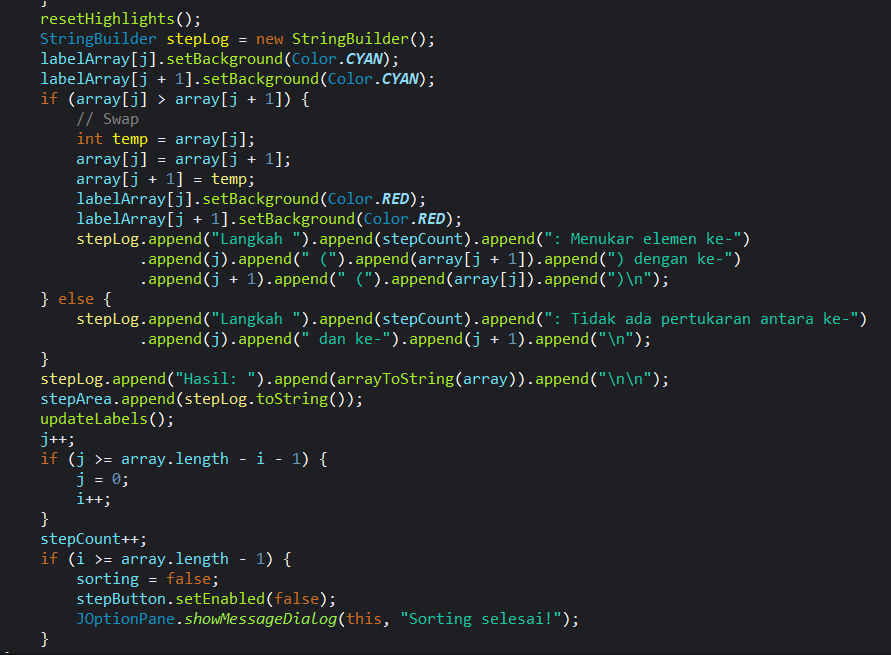 }
resetHighlights();
StringBuilder stepLog = new StringBuilder();
labelArray[j].setBackground(Color.CYAN);
labelArray[j + 1].setBackground(Color.CYAN);
if (array[j] > array[j + 1]) {
// Swap
int temp = array[j];
array[j] = array[j + 1];
array[j + 1] = temp;
labelArray[j].setBackground(Color.RED);
labelArray[j + 1].setBackground(Color.RED);
stepLog.append("Langkah ").append(stepCount).append(": Menukar elemen ke-")
.append(j).append(" (").append(array[j + 1]).append(") dengan ke-")
.append(j + 1).append(" (").append(array[j]).append(")\n");
} else {
stepLog.append("Langkah ").append(stepCount).append(": Tidak ada pertukaran antara ke-")
.append(j).append(" dan ke-").append(j + 1).append("\n");
}
stepLog.append("Hasil: ").append(arrayToString(array)).append("\n\n");
stepArea.append(stepLog.toString());
updateLabels();
j++;
if (j >= array.length - i - 1) {
j = 0;
i++;
}
stepCount++;
if (i >= array.length - 1) {
sorting = false;
stepButton.setEnabled(false);
JOptionPane.showMessageDialog(this, "Sorting selesai!");
}